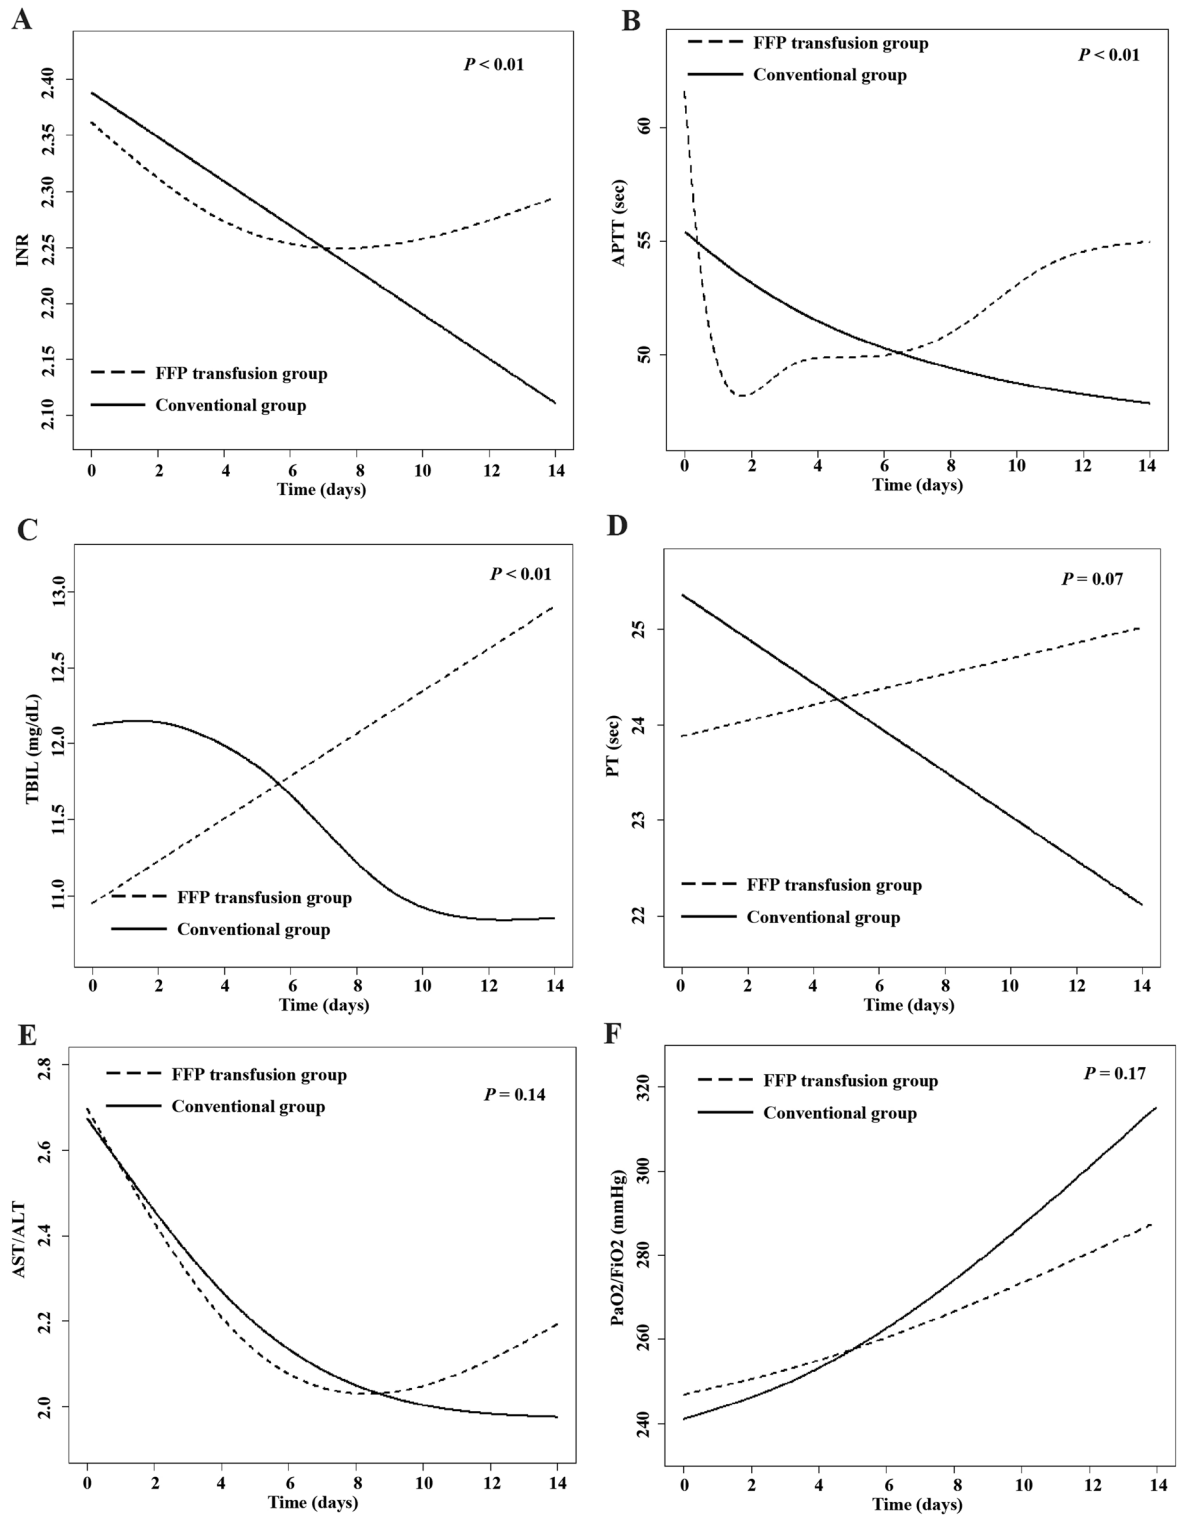 A
P < 0.01
INR
2.40
2.35
2.30
2.25
2.20
2.15
2.10
FFP transfusion group
Conventional group
0 2 4 6 8 10 12 14
Time (days)
B
FFP transfusion group
Conventional group
P < 0.01
APTT (sec)
60
55
50
0 2 4 6 8 10 12 14
Time (days)
C
P < 0.01
TBIL (mg/dL)
13.0
12.5
12.0
11.5
11.0
FFP transfusion group
Conventional group
0 2 4 6 8 10 12 14
Time (days)
D
P = 0.07
PT (sec)
25
24
23
22
FFP transfusion group
Conventional group
0 2 4 6 8 10 12 14
Time (days)
E
FFP transfusion group
Conventional group
P = 0.14
AST/ALT
2.8
2.6
2.4
2.2
2.0
0 2 4 6 8 10 12 14
Time (days)
F
FFP transfusion group
Conventional group
P = 0.17
PaO2/FiO2 (mmHg)
320
300
280
260
240
0 2 4 6 8 10 12 14
Time (days)